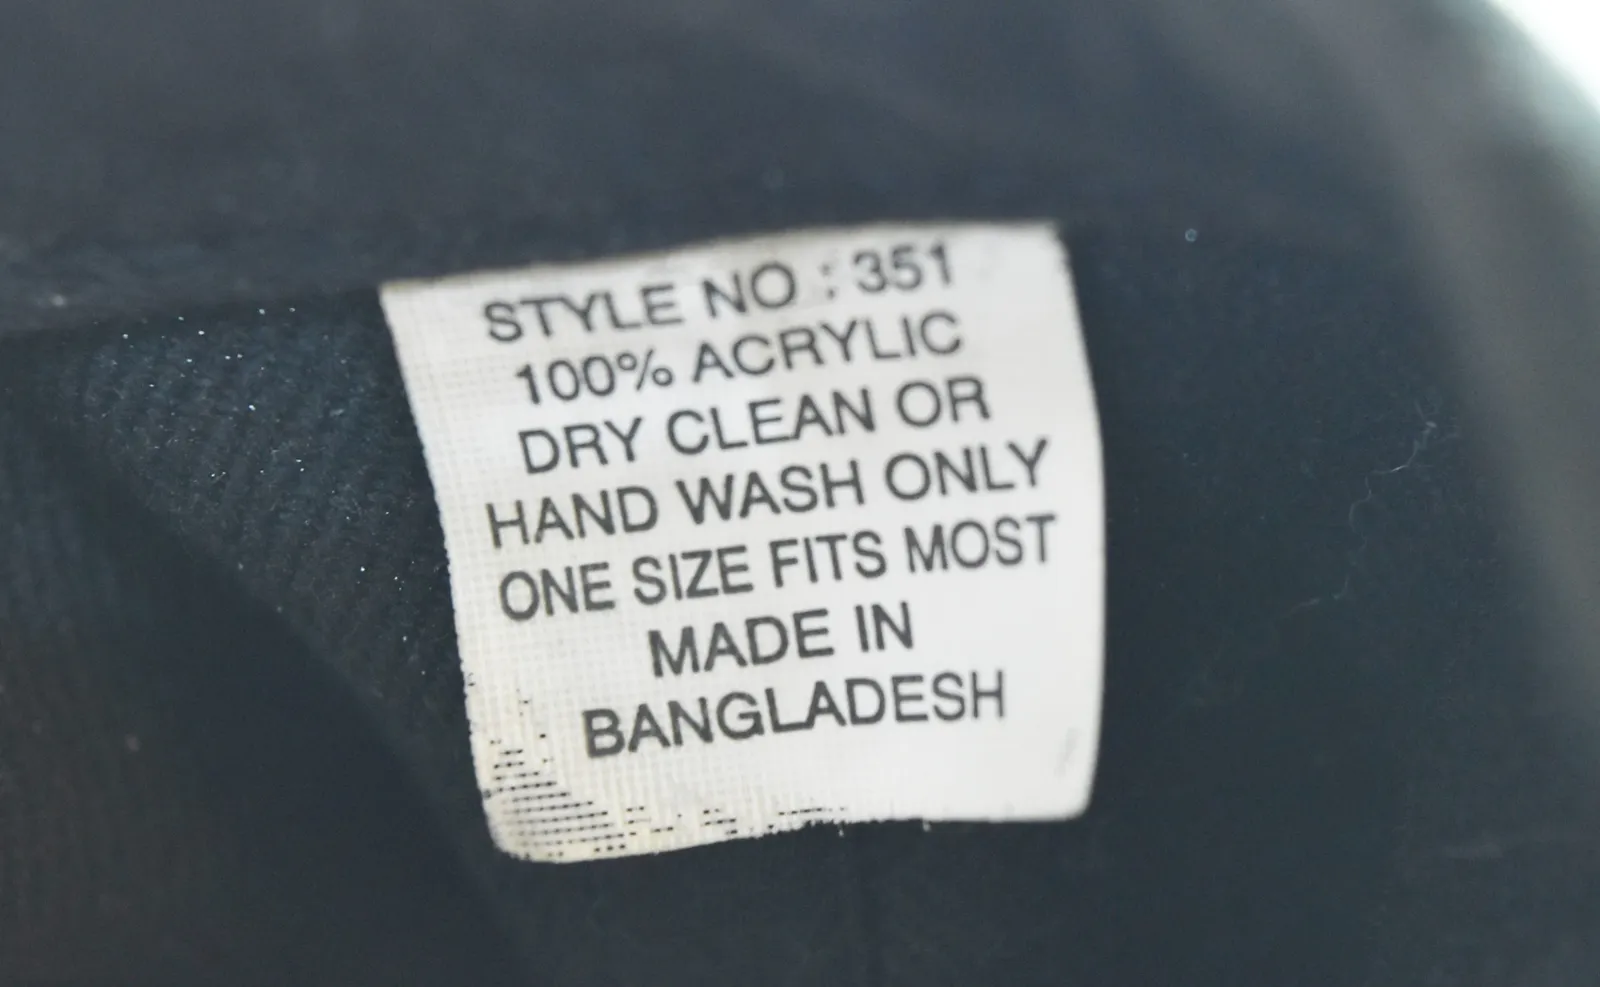 STYLE NO : 351
100% ACRYLIC
DRY CLEAN OR
HAND WASH ONLY
ONE SIZE FITS MOST
MADE IN
BANGLADESH